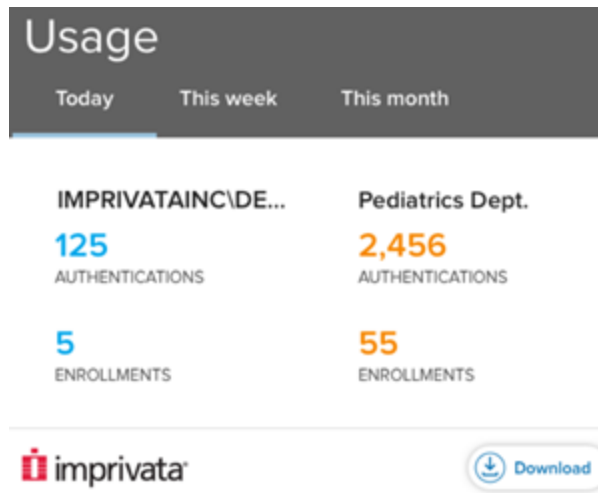 Usage
Today This week This month
IMPRIVATAINC\DE... Pediatrics Dept.
125 2,456
AUTHENTICATIONS AUTHENTICATIONS
5 55
ENROLLMENTS ENROLLMENTS
imprivata Download